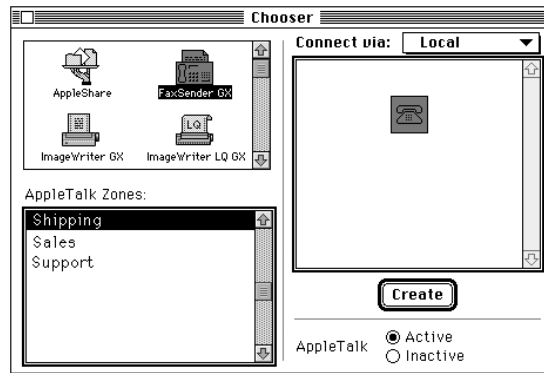 Chooser
AppleShare
FaxSender GX
ImageWriter GX
LQ
ImageWriter LQ GX
AppleTalk Zones:
Shipping
Sales
Support
Connect via:
Local
Create
AppleTalk
Active
Inactive